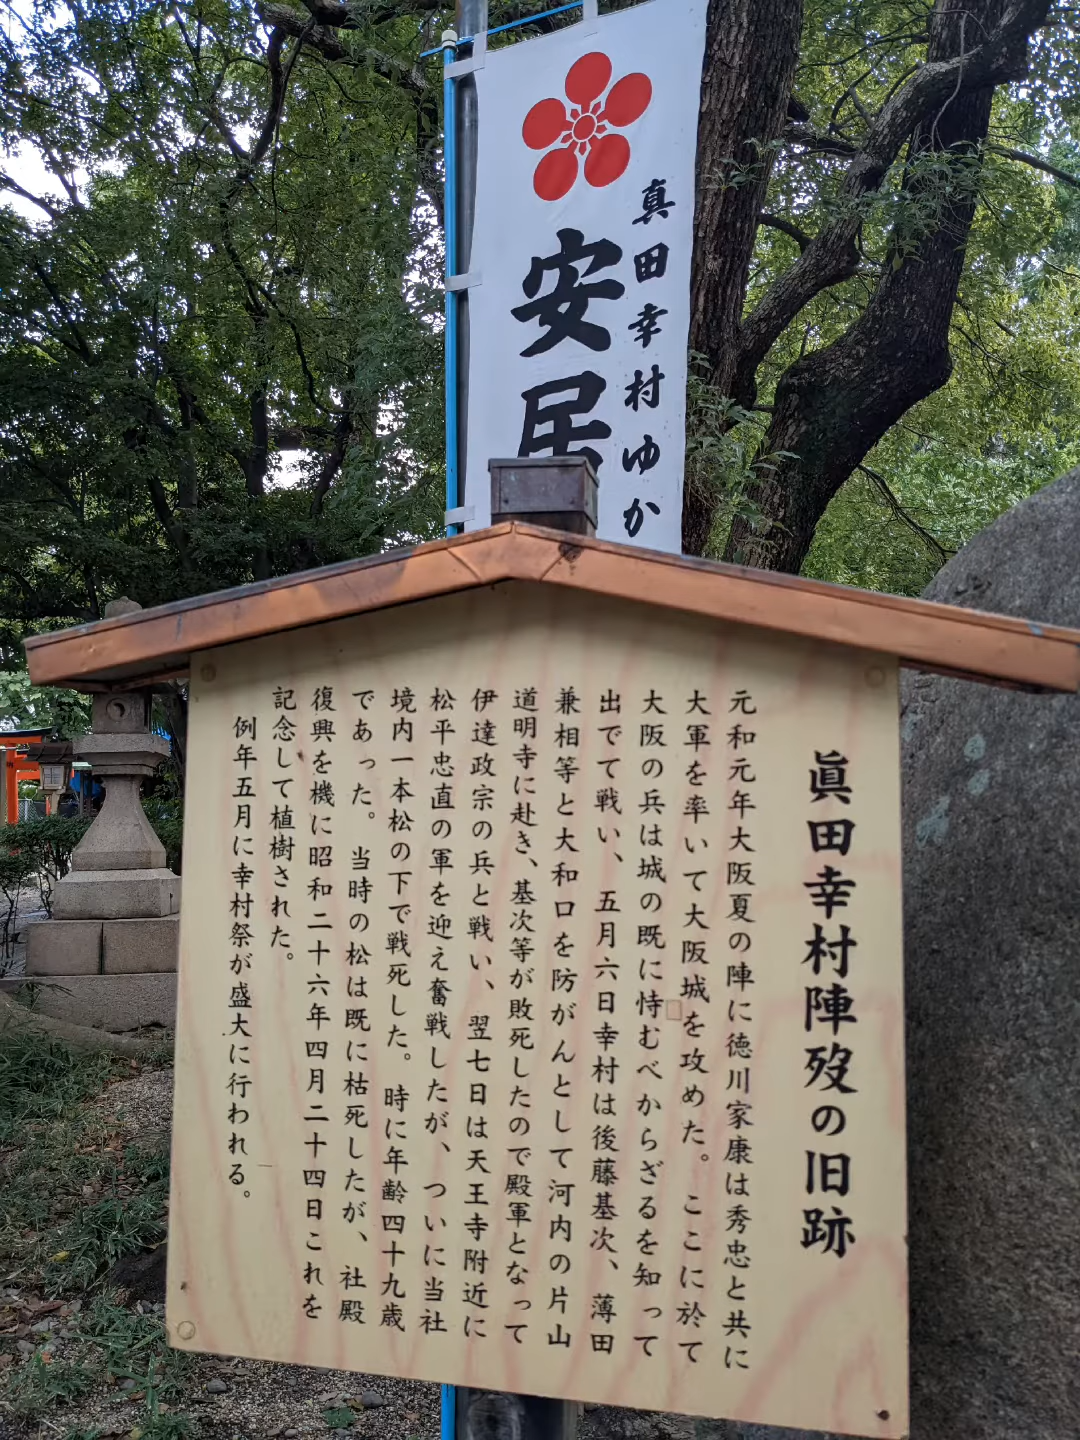 真田幸村ゆか
安居
眞田幸村陣歿の旧跡
元和元年大阪夏の陣に徳川家康は秀忠と共に
大軍を率いて大阪城を攻めた。ここに於て
大阪の兵は城の既に恃むべからざるを知って
出でて戦い、五月六日幸村は後藤基次、薄田
兼相等と大和口を防がんとして河内の片山
道明寺に赴き、基次等が敗死したので殿軍となって
伊達政宗の兵と戦い、翌七日は天王寺附近に
松平忠直の軍を迎え奮戦したが、ついに当社
境内一本松の下で戦死した。時に年齢四十九歳
であった。当時の松は既に枯死したが、社殿
復興を機に昭和二十六年四月二十四日これを
記念して植樹された。
例年五月に幸村祭が盛大に行われる。